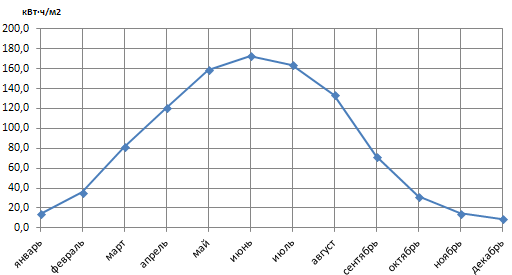 кВт·ч/м2
200,0
180,0
160,0
140,0
120,0
100,0
80,0
60,0
40,0
20,0
0,0
январь
февраль
март
апрель
май
июнь
июль
август
сентябрь
октябрь
ноябрь
декабрь